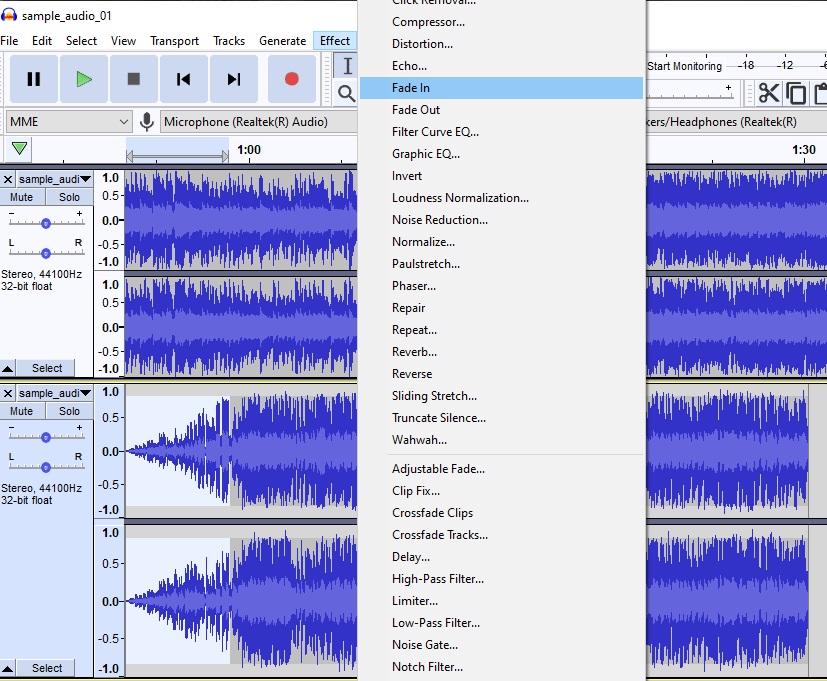 sample_audio_01
Click Removal...
File Edit Select View Transport Tracks Generate Effect
Compressor...
Distortion...
Echo...
Start Monitoring -18 -12
Fade In
Fade Out
MME
Microphone (Realtek(R) Audio)
Headphones (Realtek(R)
Filter Curve EQ...
Graphic EQ...
1:00
1:30
Invert
Loudness Normalization...
Noise Reduction...
Normalize...
Paulstretch...
Phaser...
Repair
Repeat...
Reverb...
Reverse
Sliding Stretch...
Truncate Silence...
Wahwah...
Adjustable Fade...
Clip Fix...
Crossfade Clips
Crossfade Tracks...
Delay...
High-Pass Filter...
Limiter...
Low-Pass Filter...
Noise Gate...
Notch Filter...
sample_audi
Mute Solo
- +
L R
Stereo, 44100Hz
32-bit float
Select
1.0
0.5
0.0
-0.5
-1.0
1.0
0.5
0.0
-0.5
-1.0
sample_audi
Mute Solo
- +
L R
Stereo, 44100Hz
32-bit float
Select
1.0
0.5
0.0
-0.5
-1.0
1.0
0.5
0.0
-0.5
-1.0